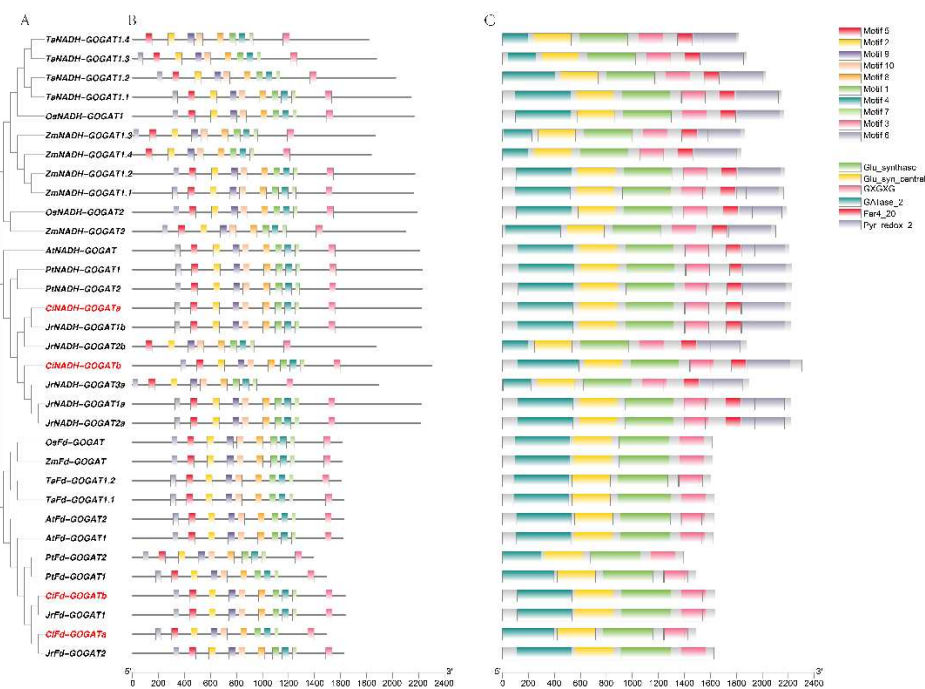 A B C
TaNADH-GOGAT1.4
TaNADH-GOGAT1.3
TaNADH-GOGAT1.2
TaNADH-GOGAT1.1
OsNADH-GOGAT1
ZmNADH-GOGAT1.3
ZmNADH-GOGAT1.4
ZmNADH-GOGAT1.2
ZmNADH-GOGAT1.1
OsNADH-GOGAT2
ZmNADH-GOGAT2
AtNADH-GOGAT
PtNADH-GOGAT1
PtNADH-GOGAT2
CiNADH-GOGATa
JrNADH-GOGAT1b
JrNADH-GOGAT2b
CiNADH-GOGATb
JrNADH-GOGAT3a
JrNADH-GOGAT1a
JrNADH-GOGAT2a
OsFd-GOGAT
ZmFd-GOGAT
TaFd-GOGAT1.2
TaFd-GOGAT1.1
AtFd-GOGAT2
AtFd-GOGAT1
PtFd-GOGAT2
PtFd-GOGAT1
CiFd-GOGATb
JrFd-GOGAT1
CiFd-GOGATa
JrFd-GOGAT2
5' 3'
0 200 400 600 800 1000 1200 1400 1600 1800 2000 2200 2400
5' 3'
0 200 400 600 800 1000 1200 1400 1600 1800 2000 2200 2400
Motif 5
Motif 2
Motif 9
Motif 10
Motif 8
Motif 1
Motif 4
Motif 7
Motif 3
Motif 6
Glu_synthase
Glu_syn_central
GXGXG
GATase_2
Fer4_20
Pyr_redox_2